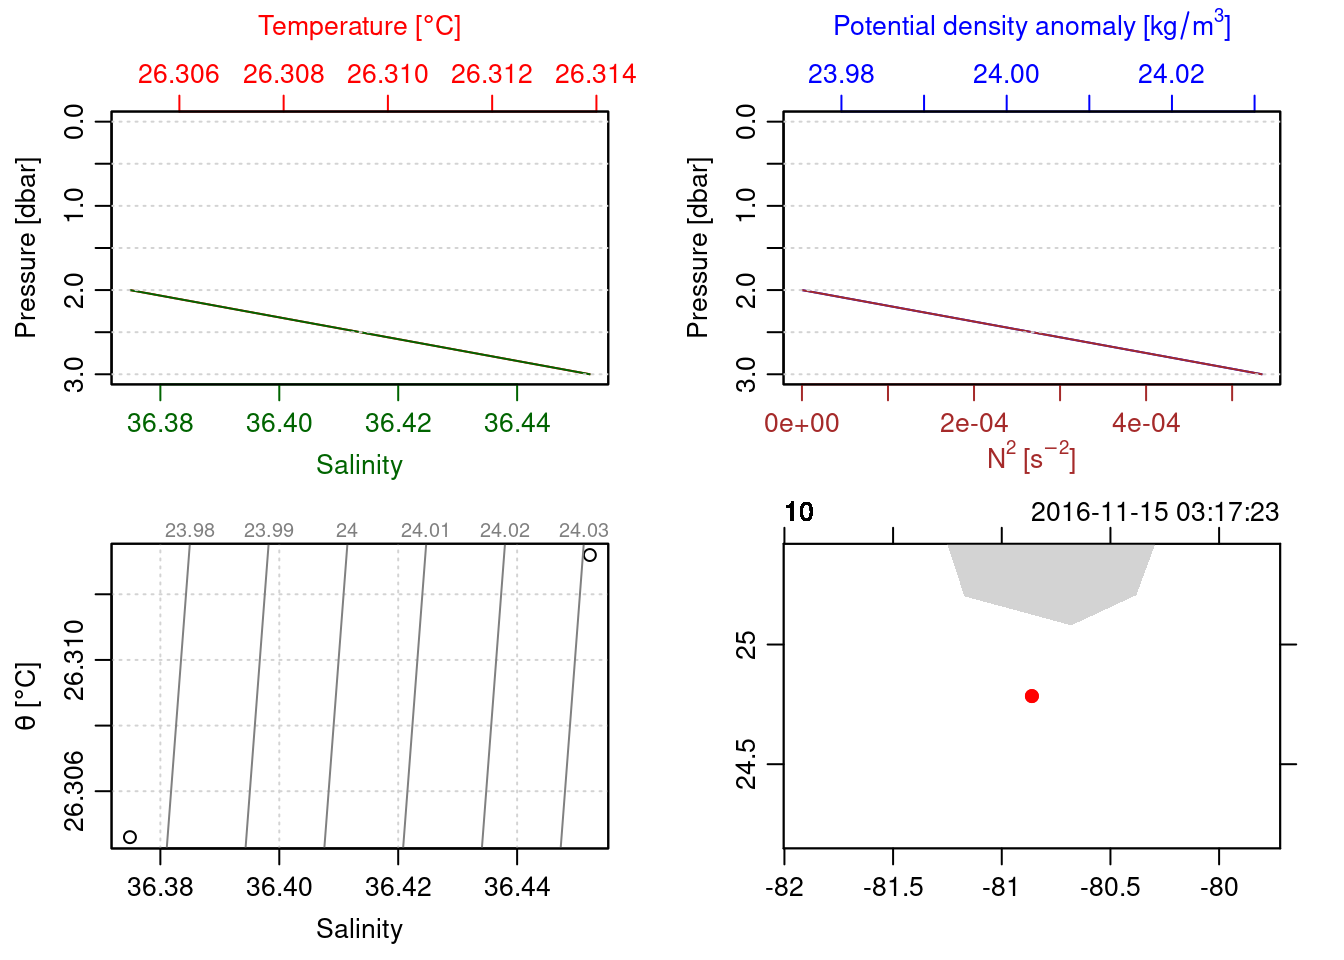 Temperature [°C]
26.306 26.308 26.310 26.312 26.314
Pressure [dbar]
0.0
1.0
2.0
3.0
36.38 36.40 36.42 36.44
Salinity
Potential density anomaly [kg/m³]
23.98 24.00 24.02
Pressure [dbar]
0.0
1.0
2.0
3.0
0e+00 2e-04 4e-04
N² [s⁻²]
23.98 23.99 24 24.01 24.02 24.03
θ [°C]
26.310
26.306
36.38 36.40 36.42 36.44
Salinity
10 2016-11-15 03:17:23
25
24.5
-82 -81.5 -81 -80.5 -80